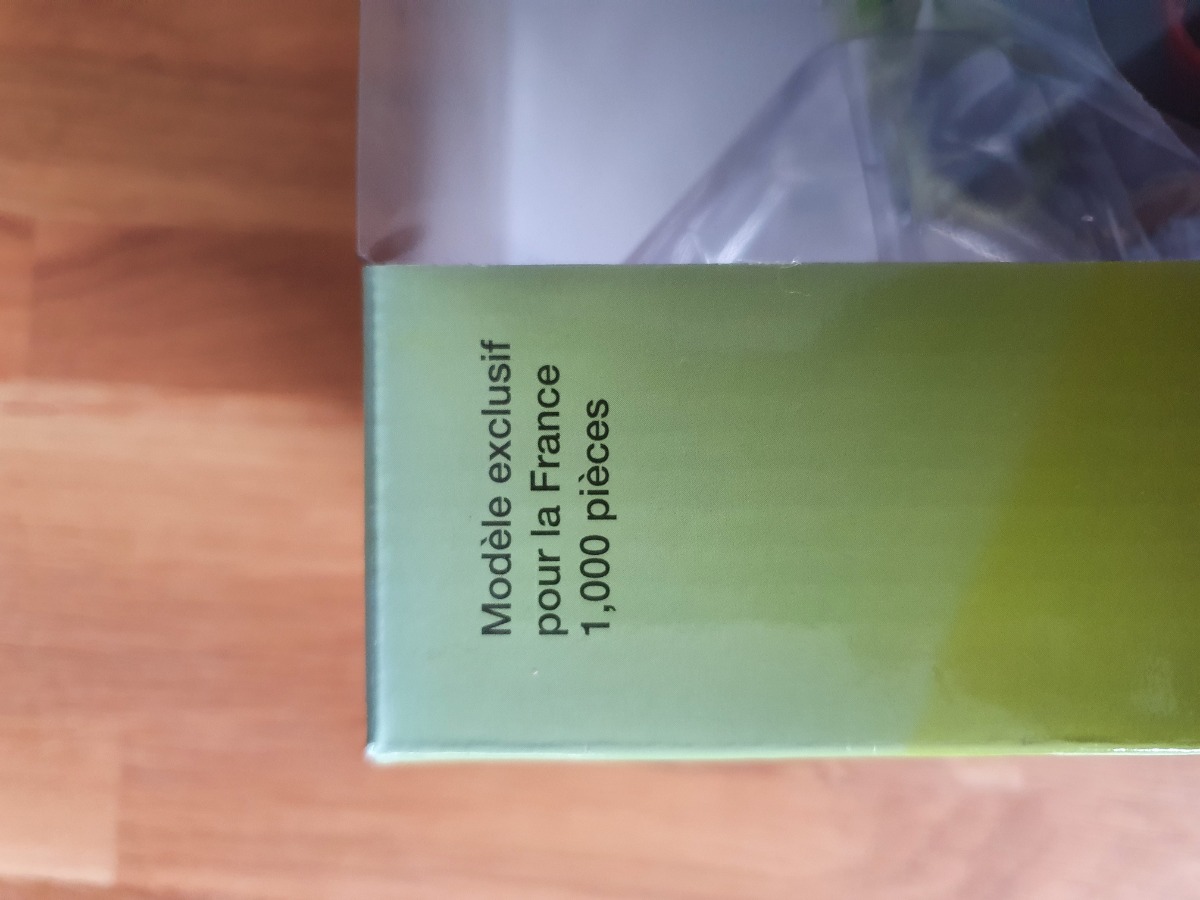 Modèle exclusif
pour la France
1,000 pièces